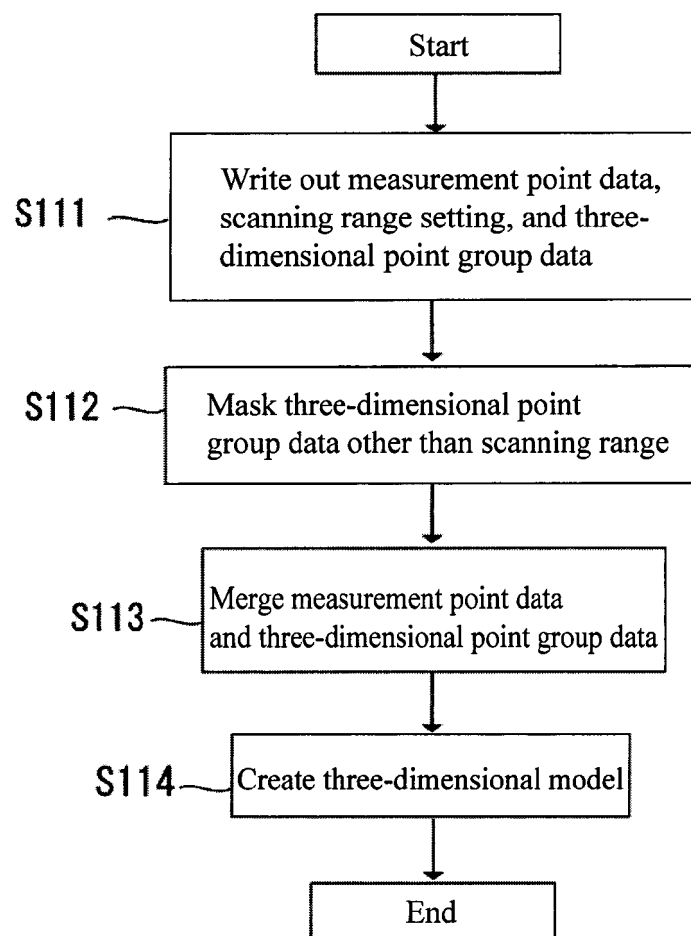 Start
S111
Write out measurement point data,
scanning range setting, and three-
dimensional point group data
S112
Mask three-dimensional point
group data other than scanning range
S113
Merge measurement point data
and three-dimensional point group data
S114
Create three-dimensional model
End